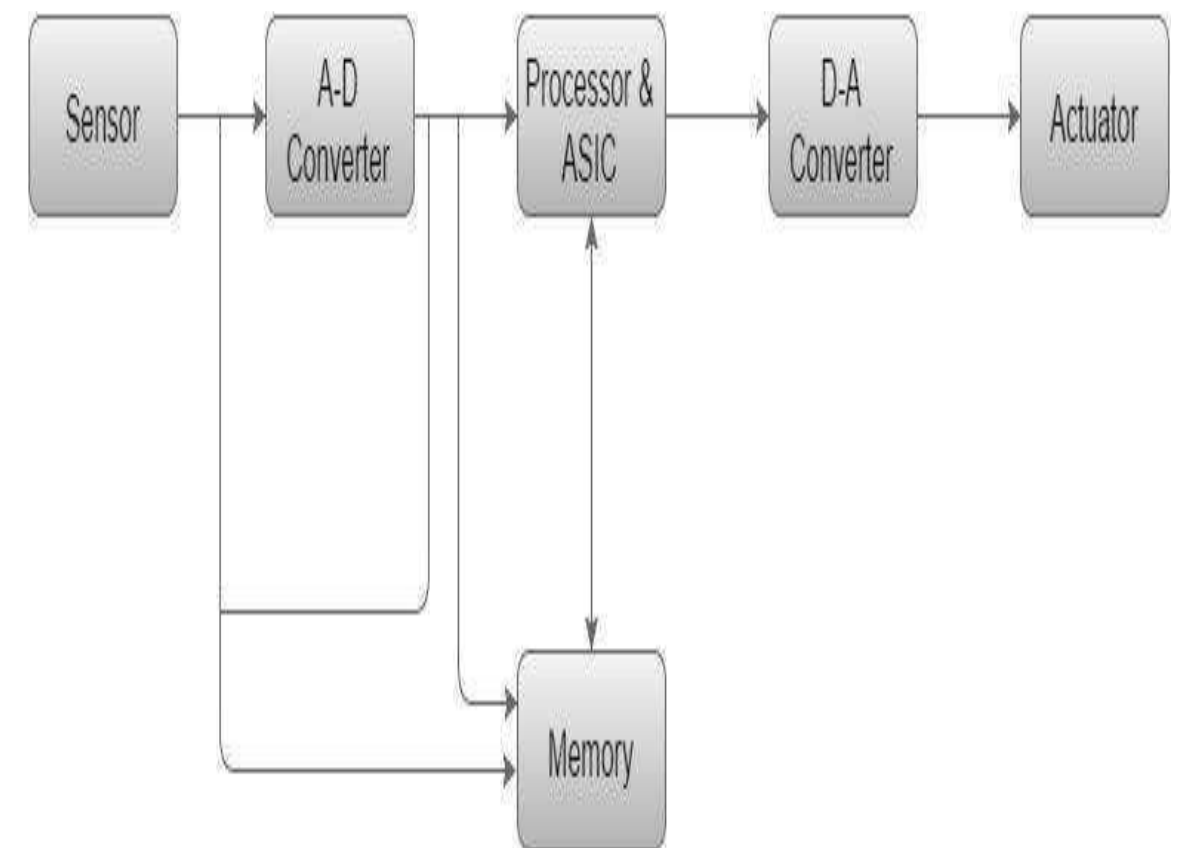 Sensor
A-D
Converter
Processor &
ASIC
D-A
Converter
Actuator
Memory